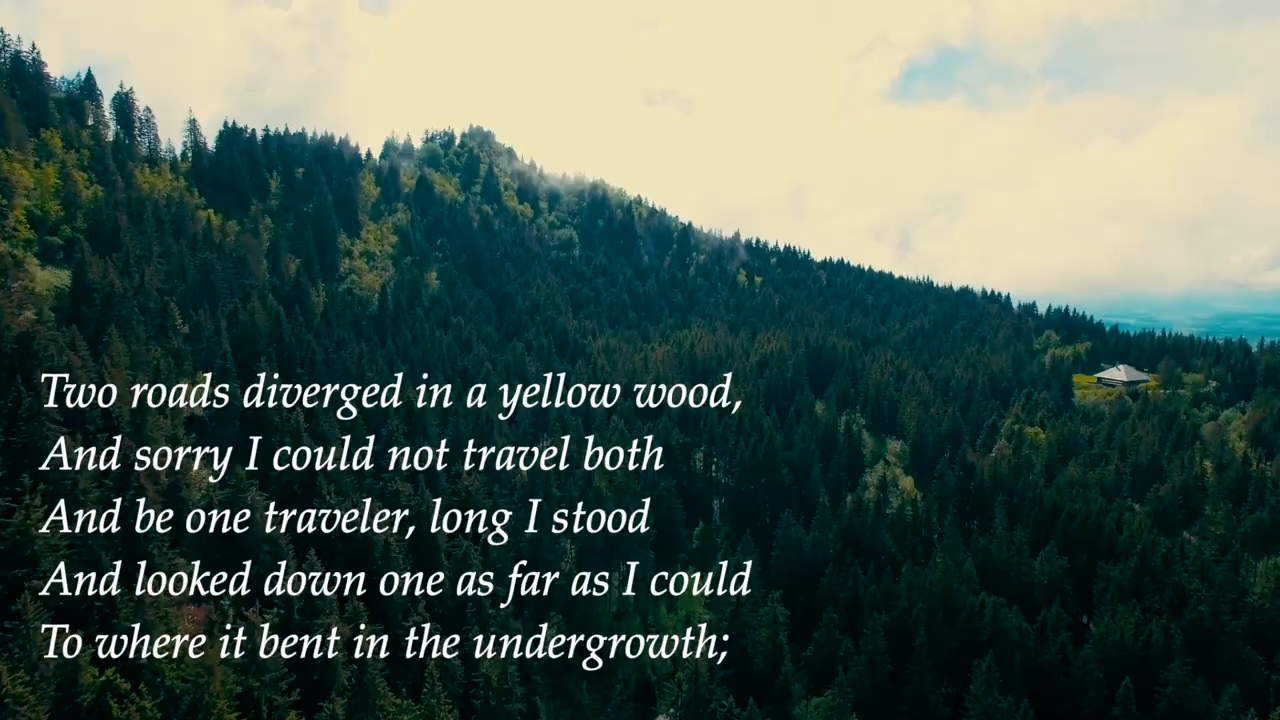 Two roads diverged in a yellow wood,
And sorry I could not travel both
And be one traveler, long I stood
And looked down one as far as I could
To where it bent in the undergrowth;